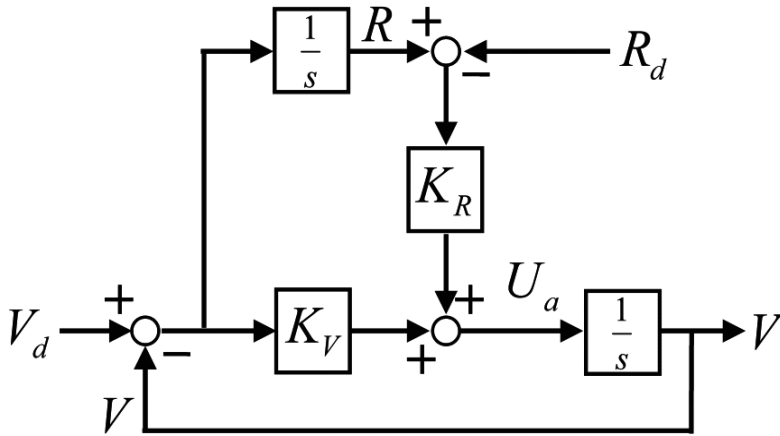 1/s R + − R_d
K_R
V_d + − K_V + + U_a 1/s V
V